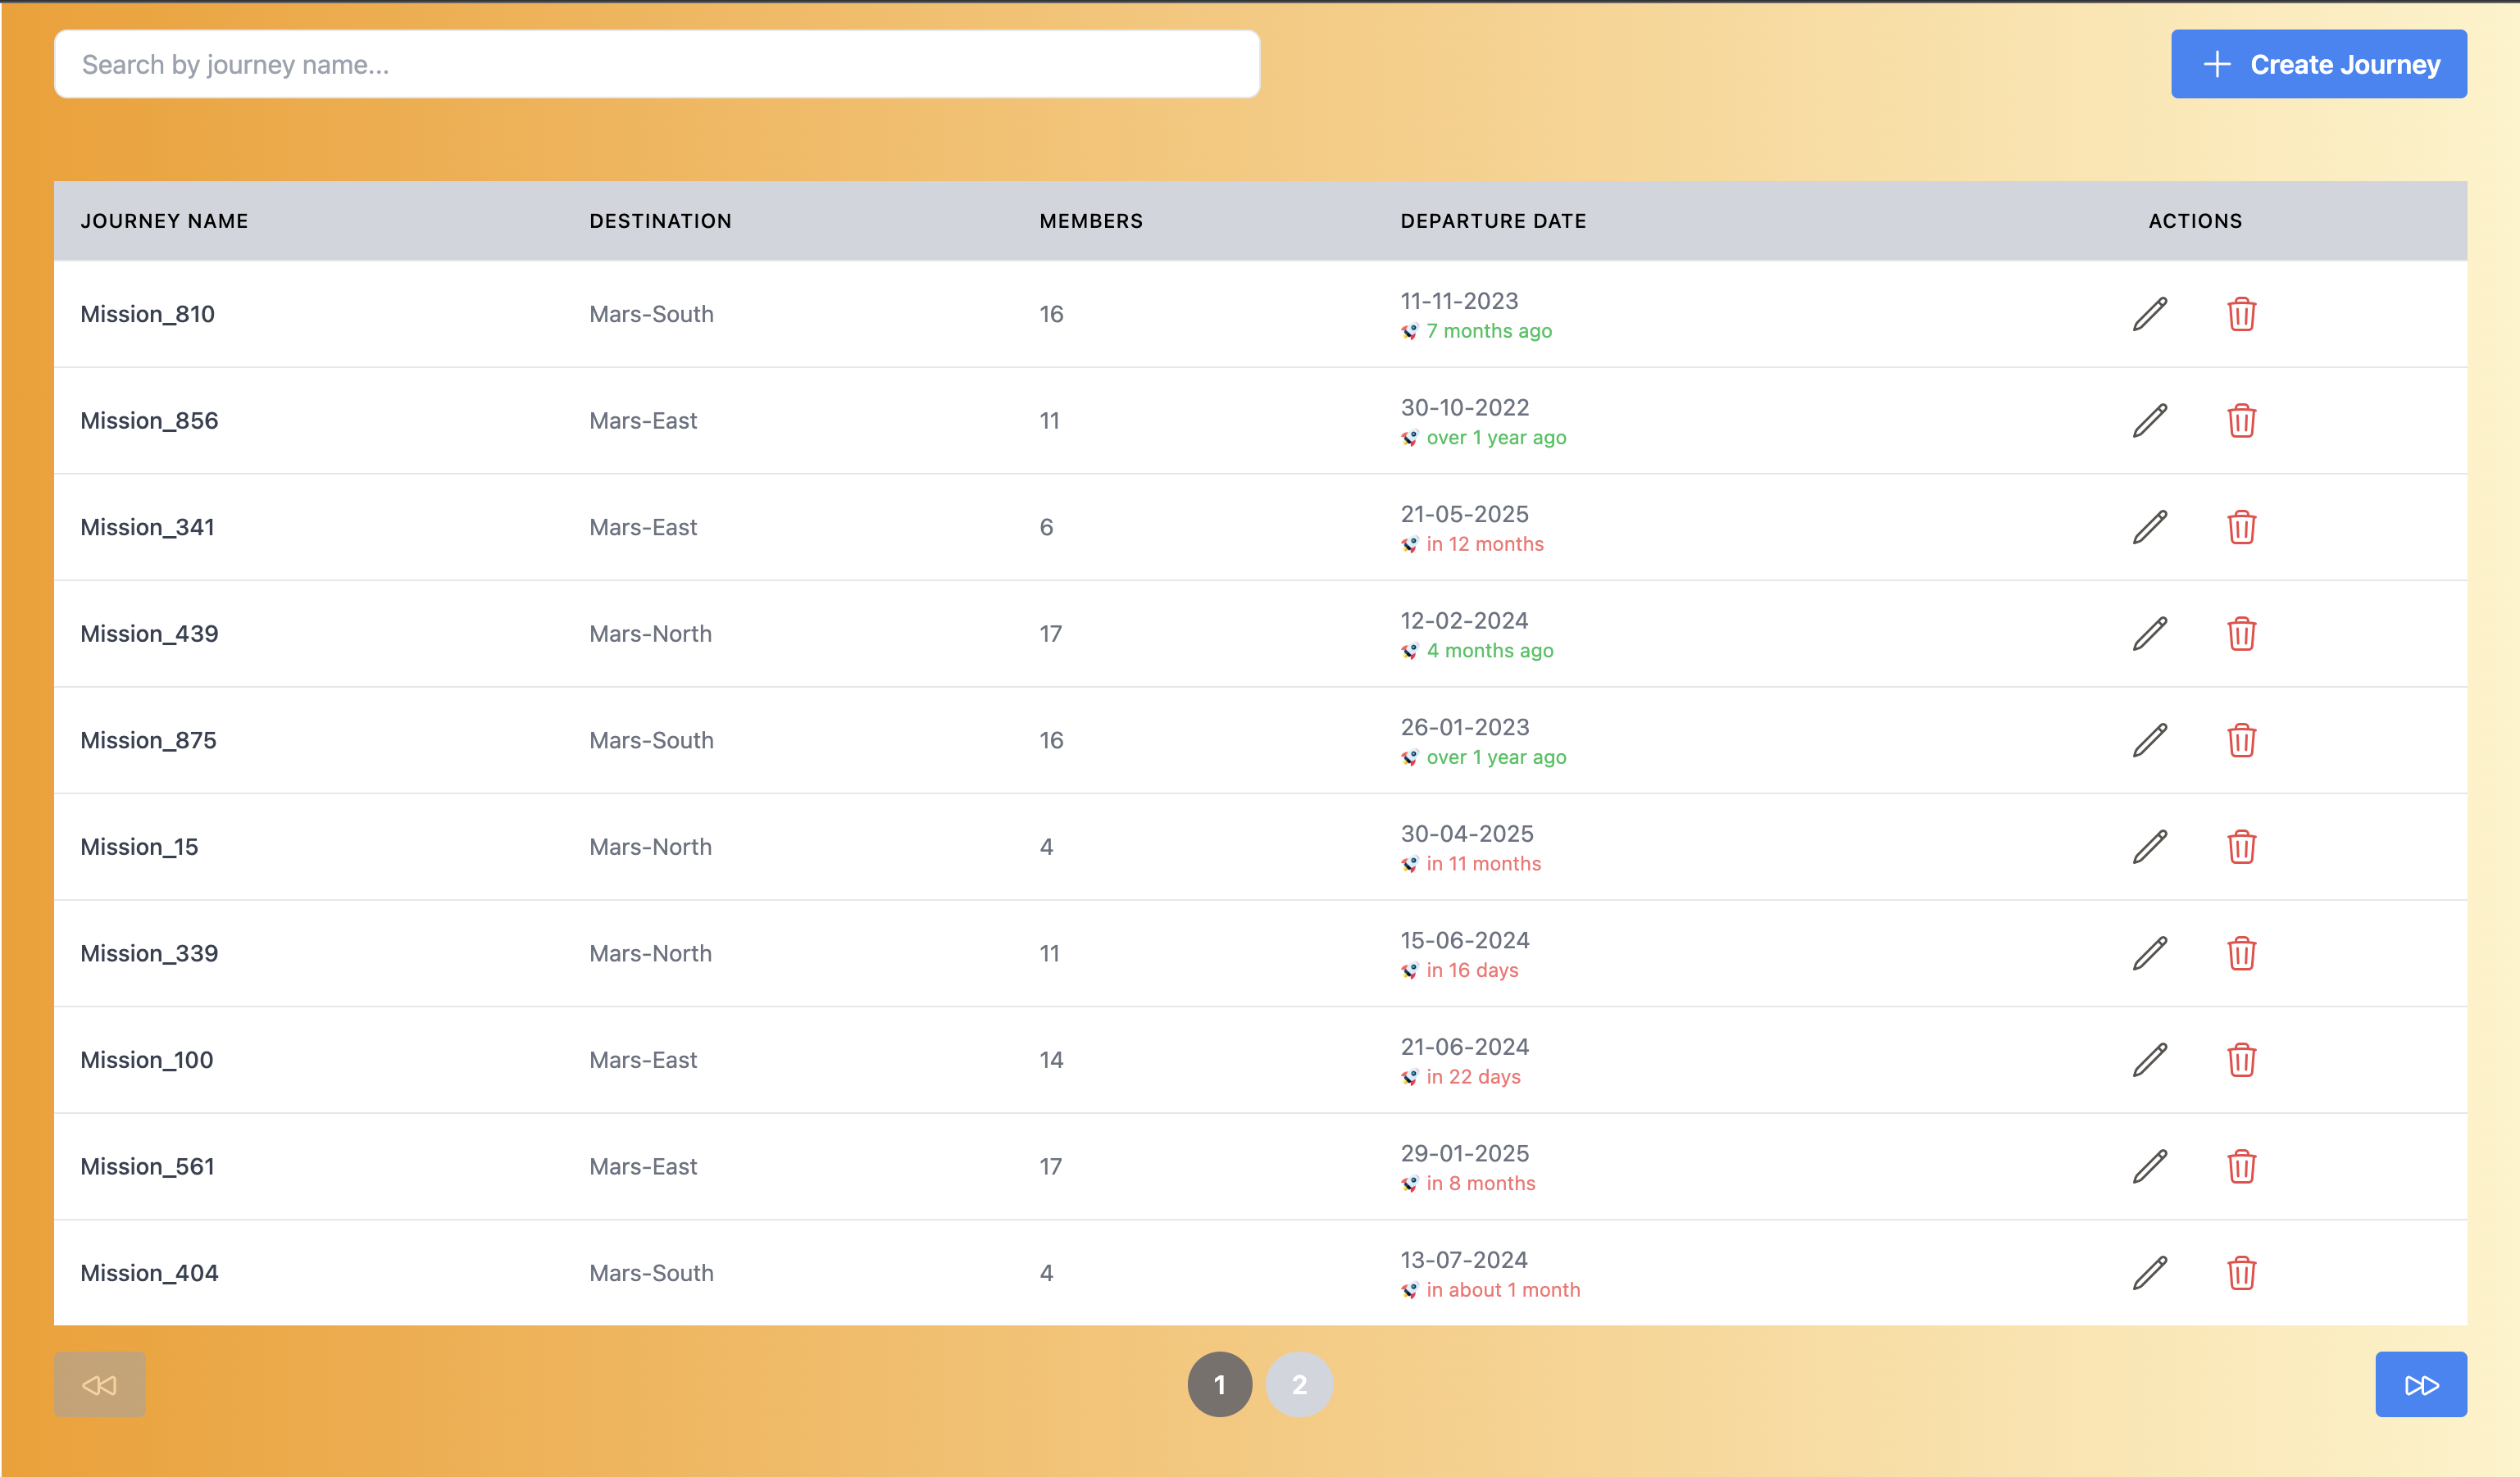 Search by journey name...
Create Journey
JOURNEY NAME DESTINATION MEMBERS DEPARTURE DATE ACTIONS
Mission_810 Mars-South 16 11-11-2023
7 months ago
Mission_856 Mars-East 11 30-10-2022
over 1 year ago
Mission_341 Mars-East 6 21-05-2025
in 12 months
Mission_439 Mars-North 17 12-02-2024
4 months ago
Mission_875 Mars-South 16 26-01-2023
over 1 year ago
Mission_15 Mars-North 4 30-04-2025
in 11 months
Mission_339 Mars-North 11 15-06-2024
in 16 days
Mission_100 Mars-East 14 21-06-2024
in 22 days
Mission_561 Mars-East 17 29-01-2025
in 8 months
Mission_404 Mars-South 4 13-07-2024
in about 1 month
1 2